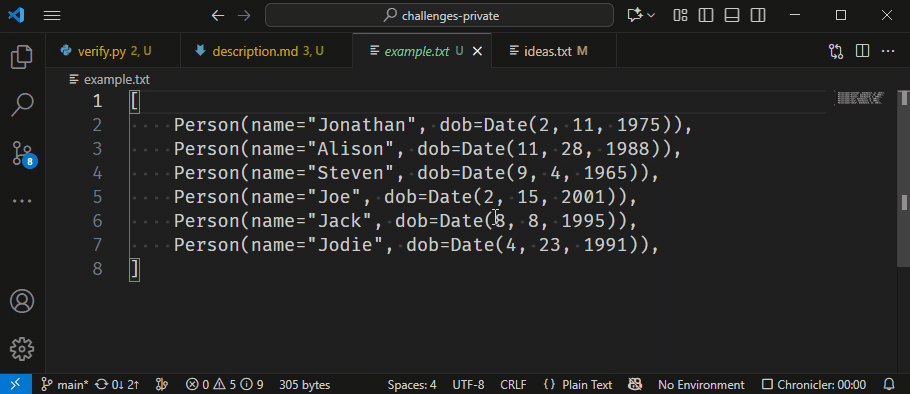 challenges-private
verify.py 2, U
description.md 3, U
example.txt U
ideas.txt M
example.txt
1 [
2 Person(name="Jonathan", dob=Date(2, 11, 1975)),
3 Person(name="Alison", dob=Date(11, 28, 1988)),
4 Person(name="Steven", dob=Date(9, 4, 1965)),
5 Person(name="Joe", dob=Date(2, 15, 2001)),
6 Person(name="Jack", dob=Date(8, 8, 1995)),
7 Person(name="Jodie", dob=Date(4, 23, 1991)),
8 ]
8
main* 0↓ 2↑ 0 5 9 305 bytes Spaces: 4 UTF-8 CRLF {} Plain Text No Environment Chronicler: 00:00